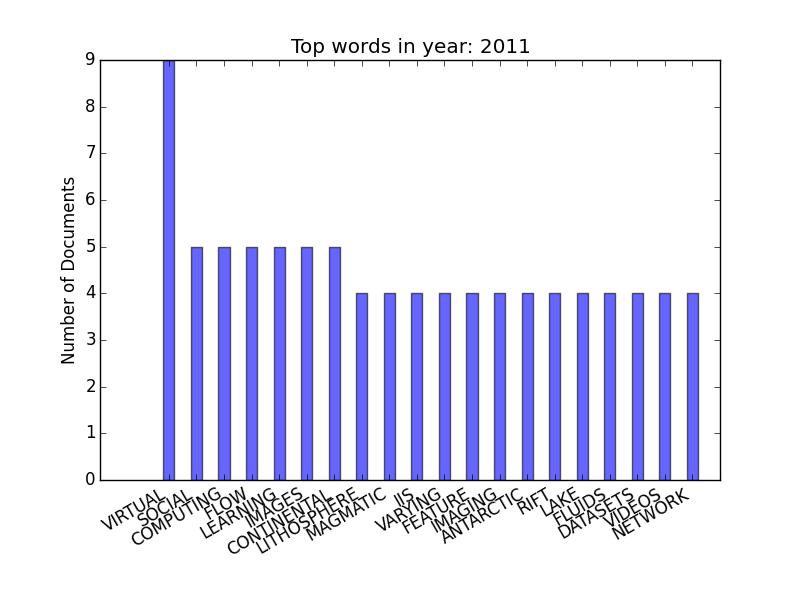 Top words in year: 2011
Number of Documents
9
8
7
6
5
4
3
2
1
0
VIRTUAL
SOCIAL
COMPUTING
FLOW
LEARNING
IMAGES
CONTINENTAL
LITHOSPHERE
MAGMATIC
IJS
VARYING
FEATURE
IMAGING
ANTARCTIC
RIFT
LAKE
FLUIDS
DATASETS
VIDEOS
NETWORK